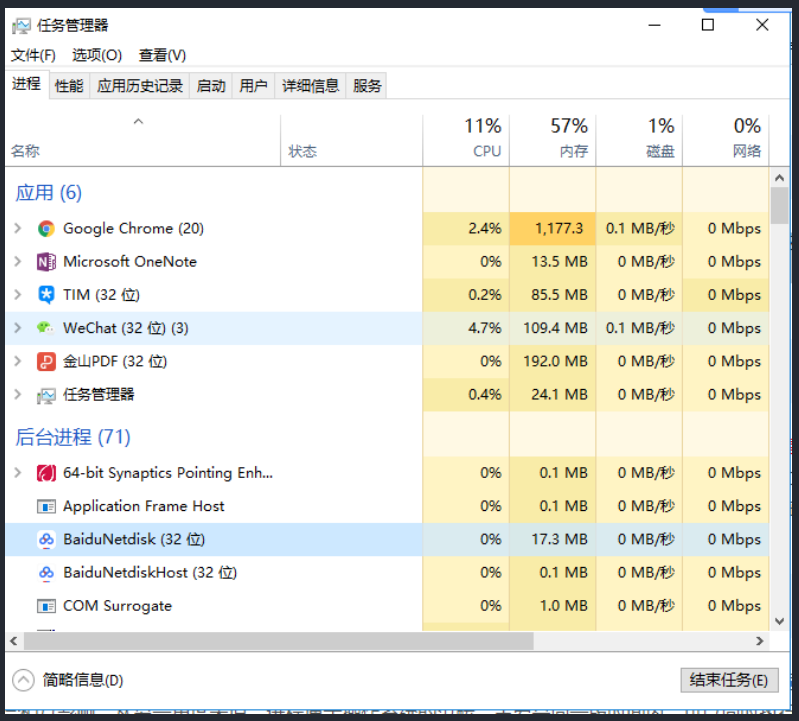 任务管理器
文件(F) 选项(O) 查看(V)
进程 性能 应用历史记录 启动 用户 详细信息 服务
11% 57% 1% 0%
名称 状态 CPU 内存 磁盘 网络
应用 (6)
Google Chrome (20) 2.4% 1,177.3 0.1 MB/秒 0 Mbps
Microsoft OneNote 0% 13.5 MB 0 MB/秒 0 Mbps
TIM (32 位) 0.2% 85.5 MB 0 MB/秒 0 Mbps
WeChat (32 位) (3) 4.7% 109.4 MB 0.1 MB/秒 0 Mbps
金山PDF (32 位) 0% 192.0 MB 0 MB/秒 0 Mbps
任务管理器 0.4% 24.1 MB 0 MB/秒 0 Mbps
后台进程 (71)
64-bit Synaptics Pointing Enh... 0% 0.1 MB 0 MB/秒 0 Mbps
Application Frame Host 0% 0.1 MB 0 MB/秒 0 Mbps
BaiduNetdisk (32 位) 0% 17.3 MB 0 MB/秒 0 Mbps
BaiduNetdiskHost (32 位) 0% 0.1 MB 0 MB/秒 0 Mbps
COM Surrogate 0% 1.0 MB 0 MB/秒 0 Mbps
简略信息(D) 结束任务(E)